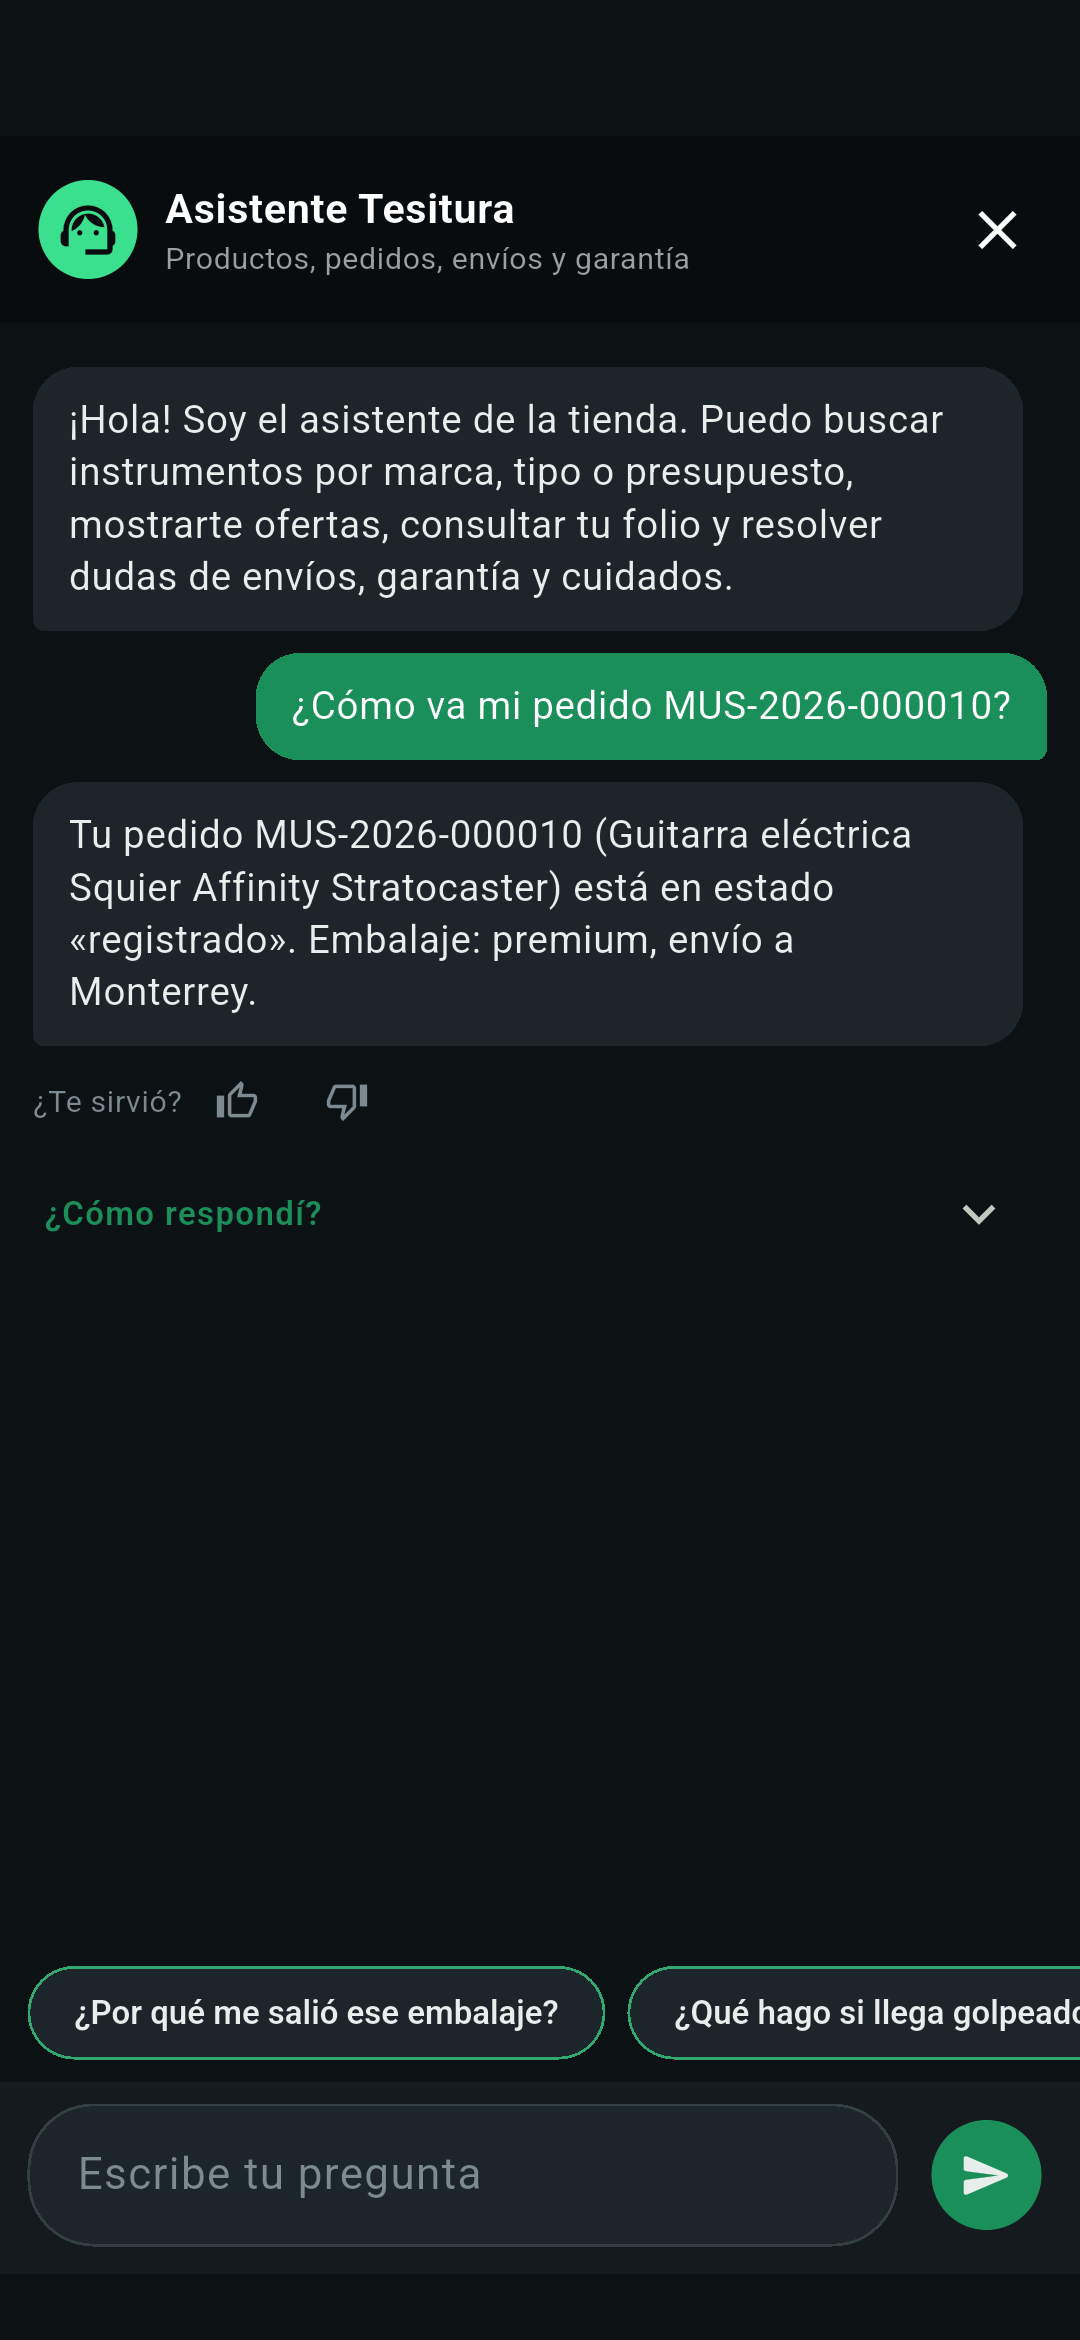 Asistente Tesitura
Productos, pedidos, envíos y garantía
¡Hola! Soy el asistente de la tienda. Puedo buscar
instrumentos por marca, tipo o presupuesto,
mostrarte ofertas, consultar tu folio y resolver
dudas de envíos, garantía y cuidados.
¿Cómo va mi pedido MUS-2026-000010?
Tu pedido MUS-2026-000010 (Guitarra eléctrica
Squier Affinity Stratocaster) está en estado
«registrado». Embalaje: premium, envío a
Monterrey.
¿Te sirvió?
¿Cómo respondí?
¿Por qué me salió ese embalaje?
¿Qué hago si llega
Escribe tu pregunta